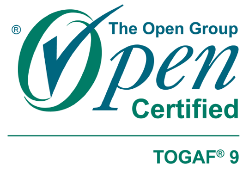 ® The Open Group
Open
Certified
TOGAF® 9